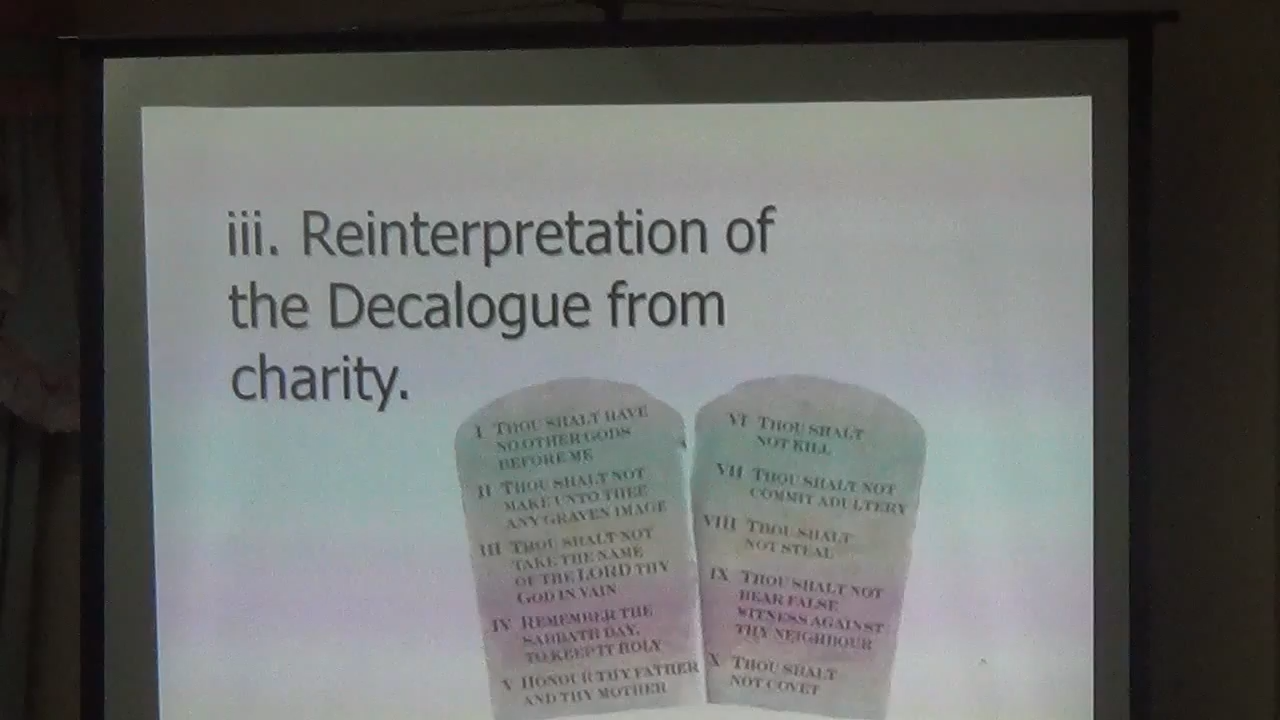 iii. Reinterpretation of
the Decalogue from
charity.
I THOU SHALT HAVE
NO OTHER GODS
BEFORE ME
II THOU SHALT NOT
MAKE UNTO THEE
ANY GRAVEN IMAGE
III THOU SHALT NOT
TAKE THE NAME
OF THE LORD THY
GOD IN VAIN
IV REMEMBER THE
SABBATH DAY,
TO KEEP IT HOLY
V HONOUR THY FATHER
AND THY MOTHER
VI THOU SHALT
NOT KILL
VII THOU SHALT NOT
COMMIT ADULTERY
VIII THOU SHALT
NOT STEAL
IX THOU SHALT NOT
BEAR FALSE
WITNESS AGAINST
THY NEIGHBOUR
X THOU SHALT
NOT COVET